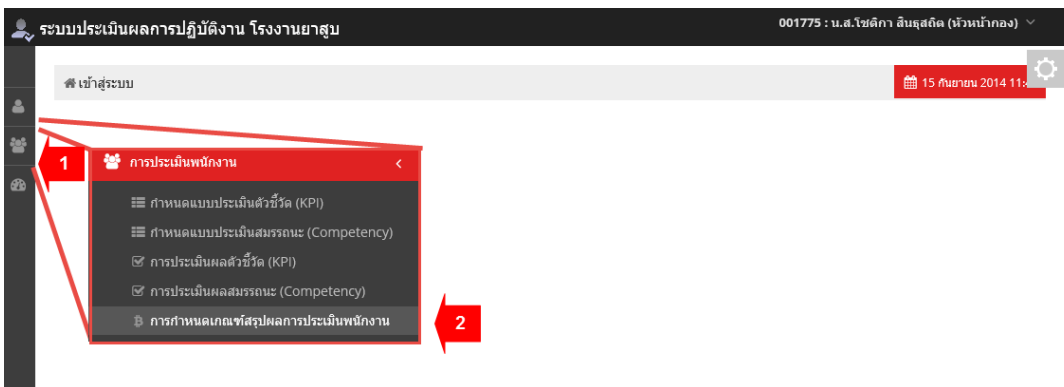 ระบบประเมินผลการปฏิบัติงาน โรงงานยาสูบ
001775 : น.ส.โชติกา สินธุสถิต (หัวหน้ากอง)
เข้าสู่ระบบ
15 กันยายน 2014 11:
1
การประเมินพนักงาน
กำหนดแบบประเมินตัวชี้วัด (KPI)
กำหนดแบบประเมินสมรรถนะ (Competency)
การประเมินผลตัวชี้วัด (KPI)
การประเมินผลสมรรถนะ (Competency)
การกำหนดเกณฑ์สรุปผลการประเมินพนักงาน
2